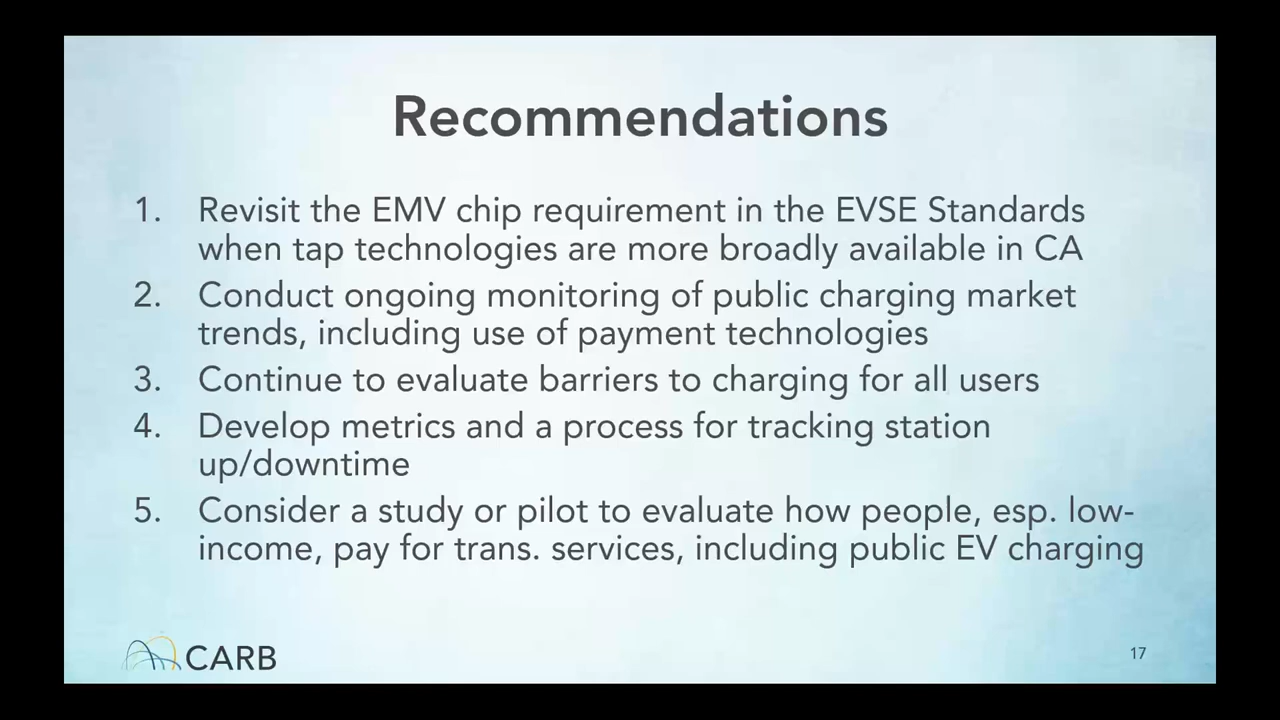 Recommendations
1. Revisit the EMV chip requirement in the EVSE Standards
when tap technologies are more broadly available in CA
2. Conduct ongoing monitoring of public charging market
trends, including use of payment technologies
3. Continue to evaluate barriers to charging for all users
4. Develop metrics and a process for tracking station
up/downtime
5. Consider a study or pilot to evaluate how people, esp. low-
income, pay for trans. services, including public EV charging
CARB
17